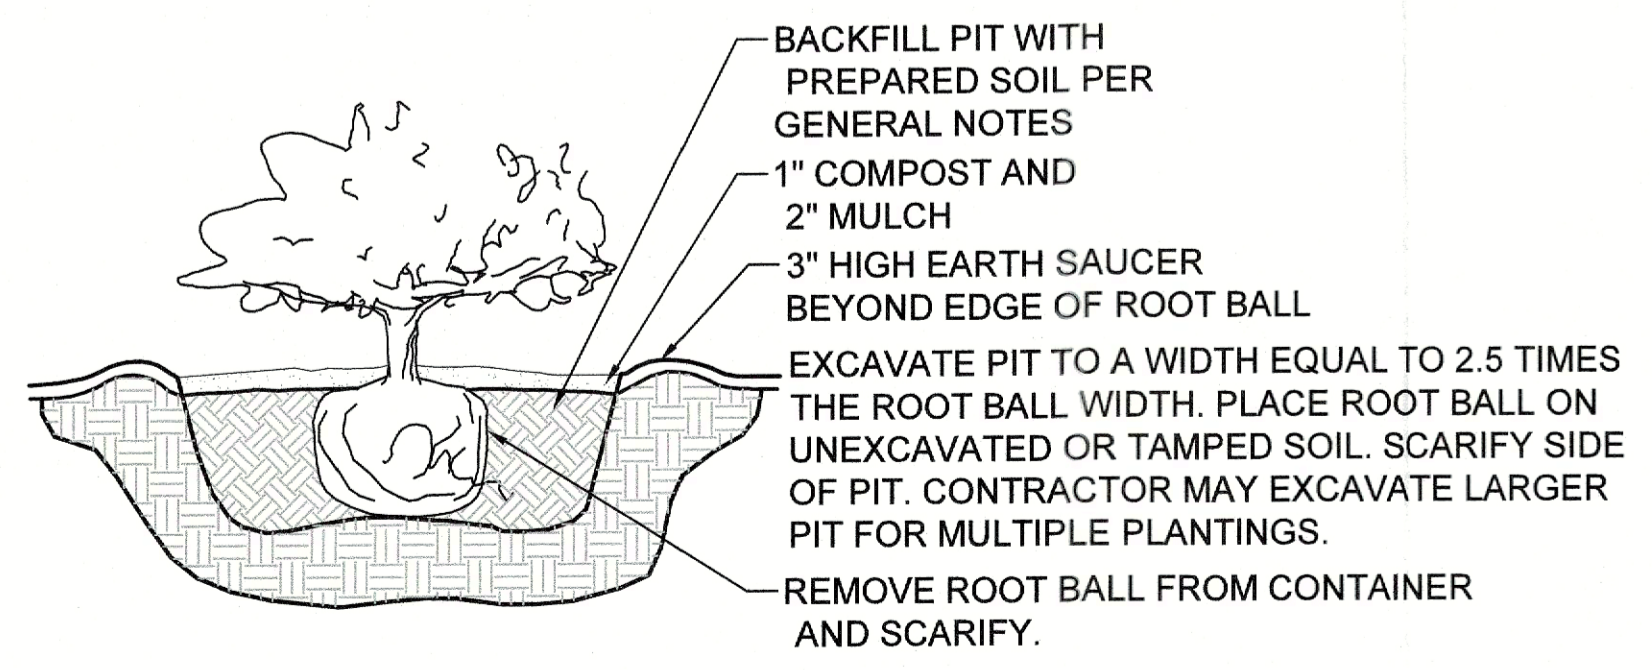 BACKFILL PIT WITH
PREPARED SOIL PER
GENERAL NOTES
1" COMPOST AND
2" MULCH
3" HIGH EARTH SAUCER
BEYOND EDGE OF ROOT BALL
EXCAVATE PIT TO A WIDTH EQUAL TO 2.5 TIMES
THE ROOT BALL WIDTH. PLACE ROOT BALL ON
UNEXCAVATED OR TAMPED SOIL. SCARIFY SIDE
OF PIT. CONTRACTOR MAY EXCAVATE LARGER
PIT FOR MULTIPLE PLANTINGS.
REMOVE ROOT BALL FROM CONTAINER
AND SCARIFY.